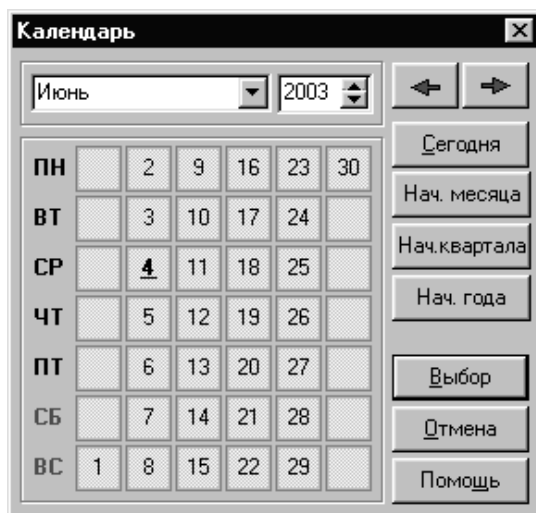 Календарь
Июнь 2003
Сегодня
Нач. месяца
Нач.квартала
Нач. года
Выбор
Отмена
Помощь
ПН 2 9 16 23 30
ВТ 3 10 17 24
СР 4 11 18 25
ЧТ 5 12 19 26
ПТ 6 13 20 27
СБ 7 14 21 28
ВС 1 8 15 22 29